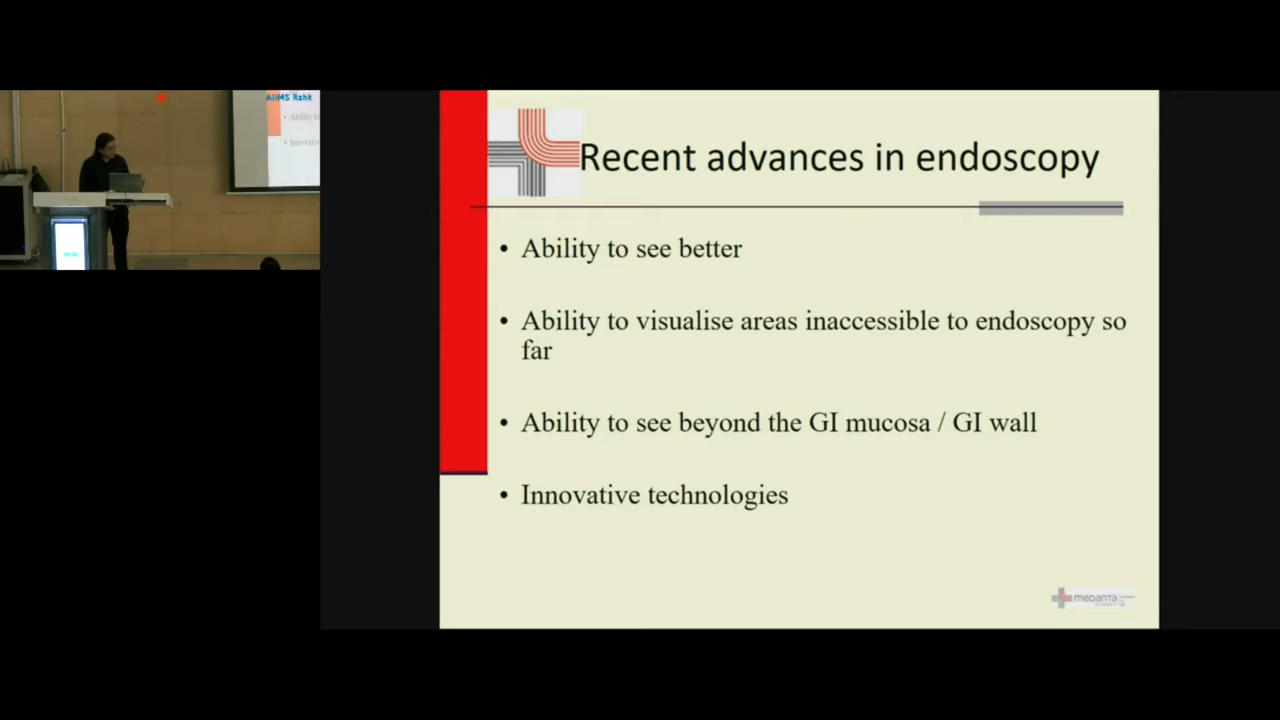 AIIMS Rshk
Recent advances in endoscopy
• Ability to see better
• Ability to visualise areas inaccessible to endoscopy so
far
• Ability to see beyond the GI mucosa / GI wall
• Innovative technologies
medanta